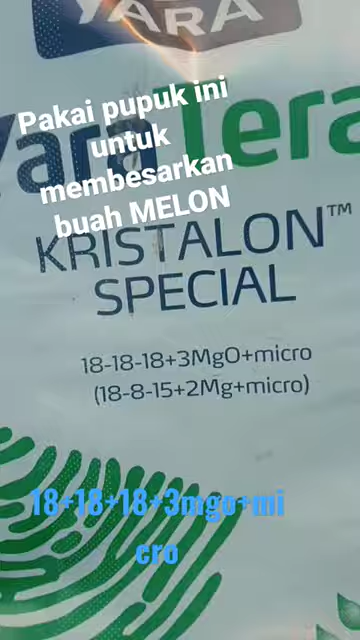 YARA
Pakai pupuk ini
untuk
membesarkan
buah MELON
YaraTera
KRISTALON™
SPECIAL
18-18-18+3MgO+micro
(18-8-15+2Mg+micro)
18+18+18+3mgo+mi
cro